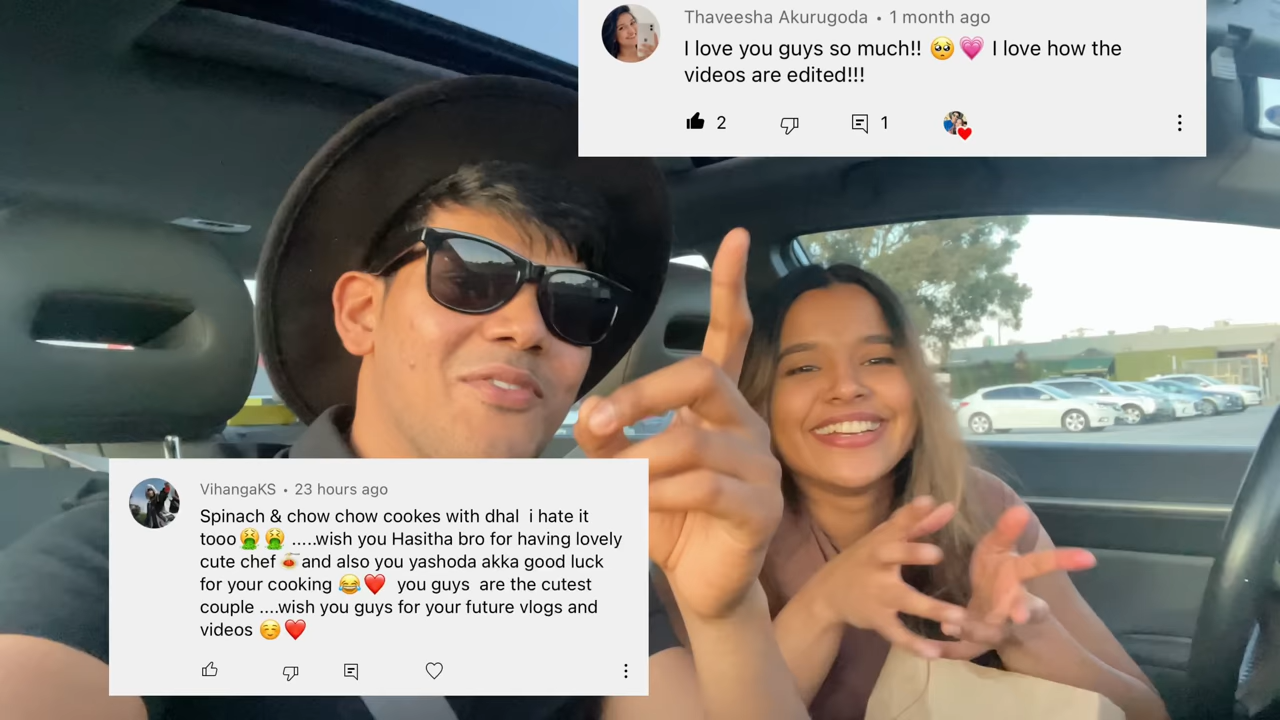 Thaveesha Akurugoda • 1 month ago
I love you guys so much!! 🥺💗 I love how the
videos are edited!!!
2 1
VihangaKS • 23 hours ago
Spinach & chow chow cookes with dhal i hate it
tooo🤮🤮 .....wish you Hasitha bro for having lovely
cute chef🍝and also you yashoda akka good luck
for your cooking 😂❤️ you guys are the cutest
couple ....wish you guys for your future vlogs and
videos ☺️❤️